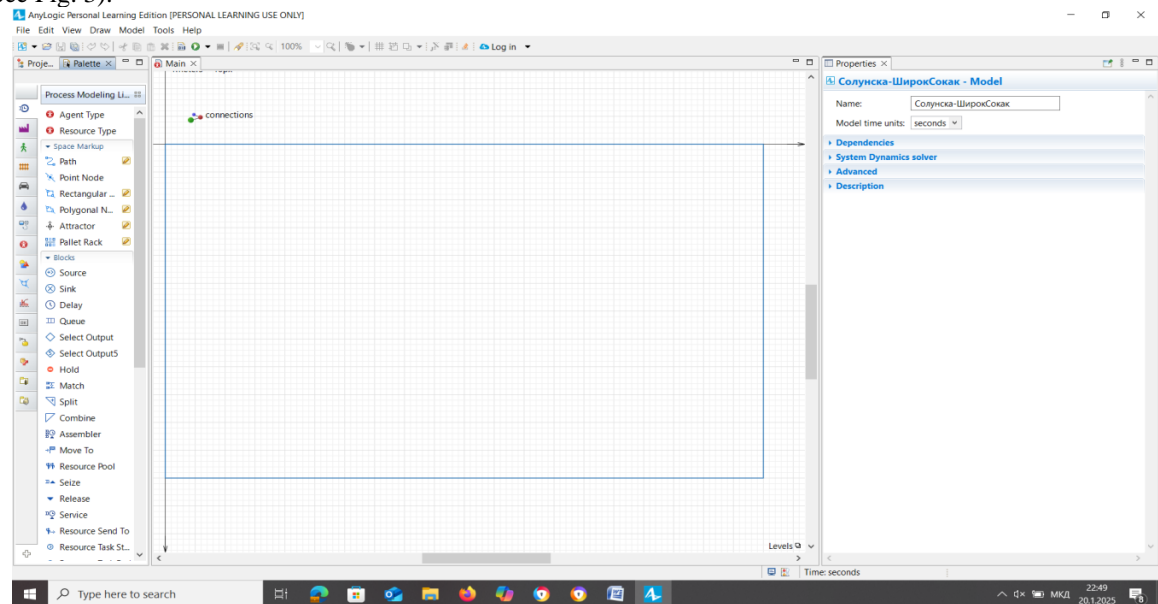 AnyLogic Personal Learning Edition [PERSONAL LEARNING USE ONLY]
File Edit View Draw Model Tools Help
100% Log in
Proje... Palette Main Properties
Process Modeling Li...
Agent Type
Resource Type
Space Markup
Path
Point Node
Rectangular ...
Polygonal N...
Attractor
Pallet Rack
Blocks
Source
Sink
Delay
Queue
Select Output
Select Output5
Hold
Match
Split
Combine
Assembler
Move To
Resource Pool
Seize
Release
Service
Resource Send To
Resource Task St...
connections
Levels
Солунска-ШирокСокак - Model
Name: Солунска-ШирокСокак
Model time units: seconds
Dependencies
System Dynamics solver
Advanced
Description
Time: seconds
Type here to search
МКД 22:49
20.1.2025
8